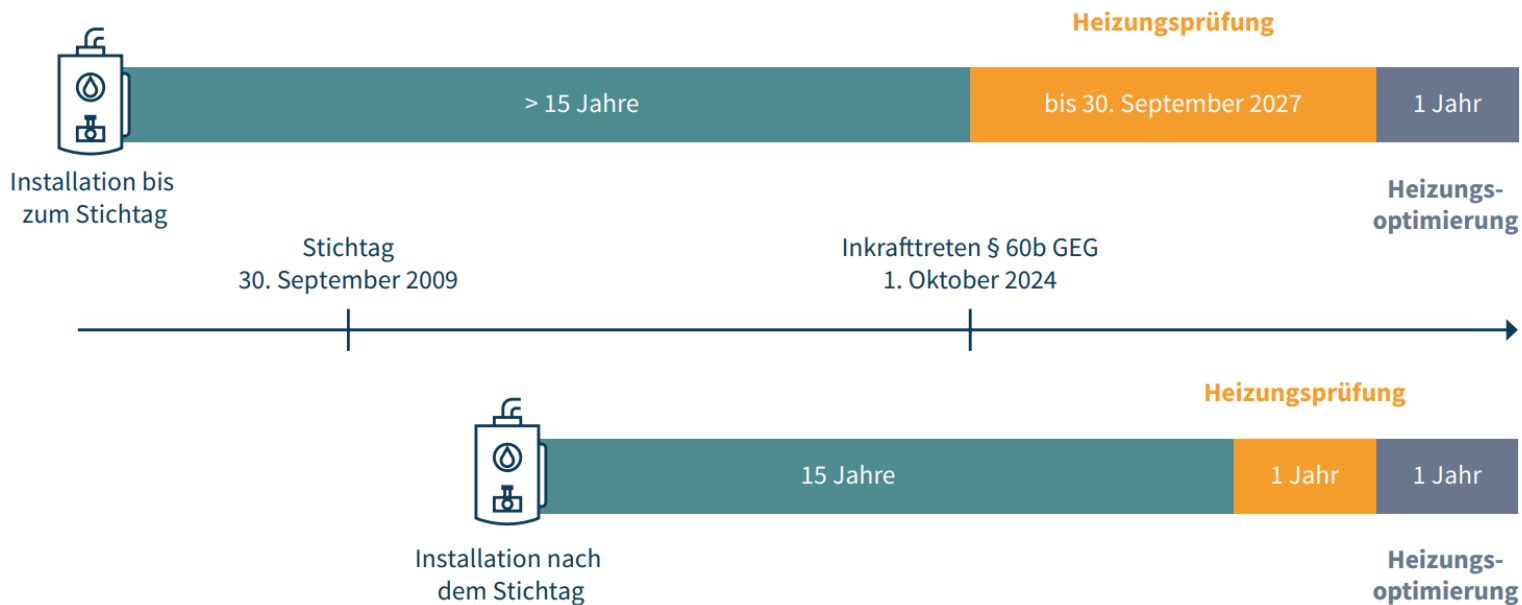 Heizungsprüfung
> 15 Jahre
bis 30. September 2027
1 Jahr
Installation bis
zum Stichtag
Heizungs-
optimierung
Stichtag
30. September 2009
Inkrafttreten § 60b GEG
1. Oktober 2024
Heizungsprüfung
15 Jahre
1 Jahr
1 Jahr
Installation nach
dem Stichtag
Heizungs-
optimierung